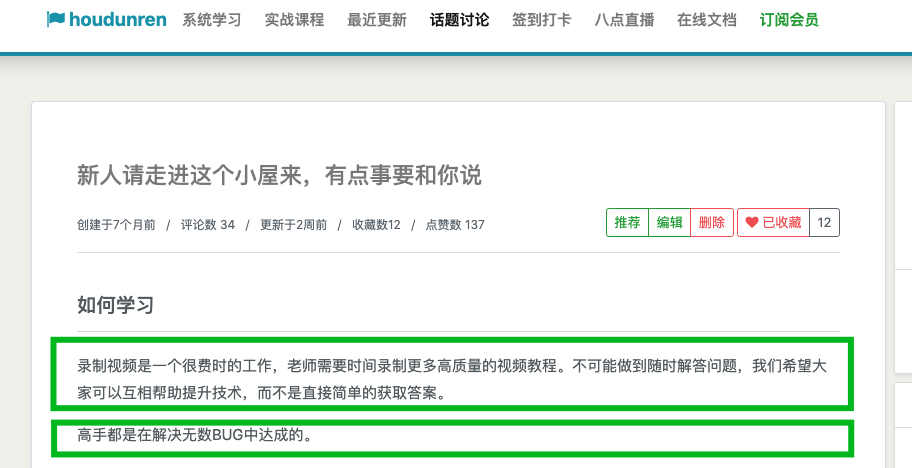 houdunren 系统学习 实战课程 最近更新 话题讨论 签到打卡 八点直播 在线文档 订阅会员
新人请走进这个小屋来，有点事要和你说
创建于7个月前 / 评论数 34 / 更新于2周前 / 收藏数12 / 点赞数 137 推荐 编辑 删除 已收藏 12
如何学习
录制视频是一个很费时的工作，老师需要时间录制更多高质量的视频教程。不可能做到随时解答问题，我们希望大
家可以互相帮助提升技术，而不是直接简单的获取答案。
高手都是在解决无数BUG中达成的。